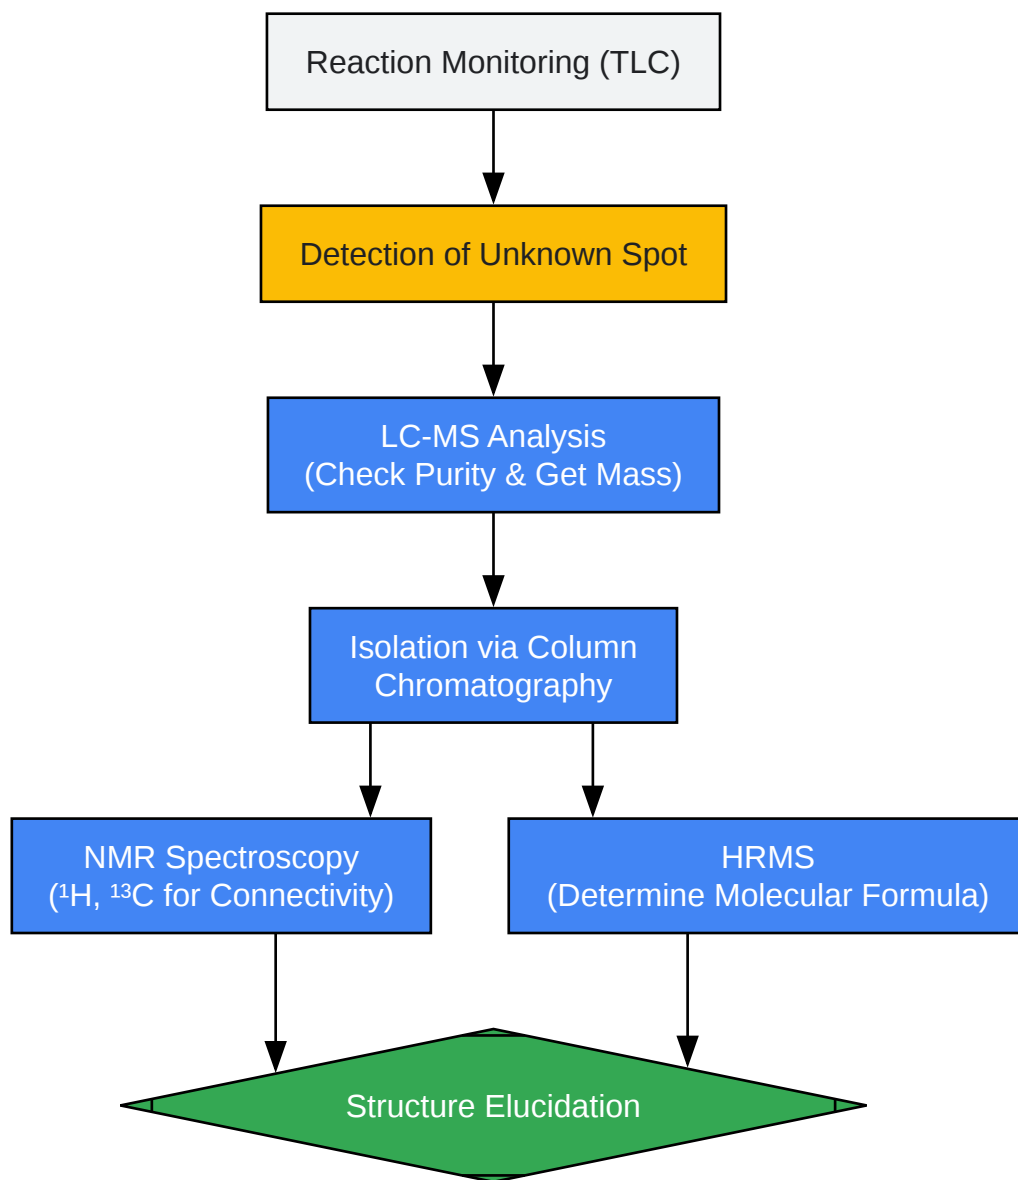 Reaction Monitoring (TLC)
Detection of Unknown Spot
LC-MS Analysis
(Check Purity & Get Mass)
Isolation via Column
Chromatography
NMR Spectroscopy
(¹H, ¹³C for Connectivity)
HRMS
(Determine Molecular Formula)
Structure Elucidation